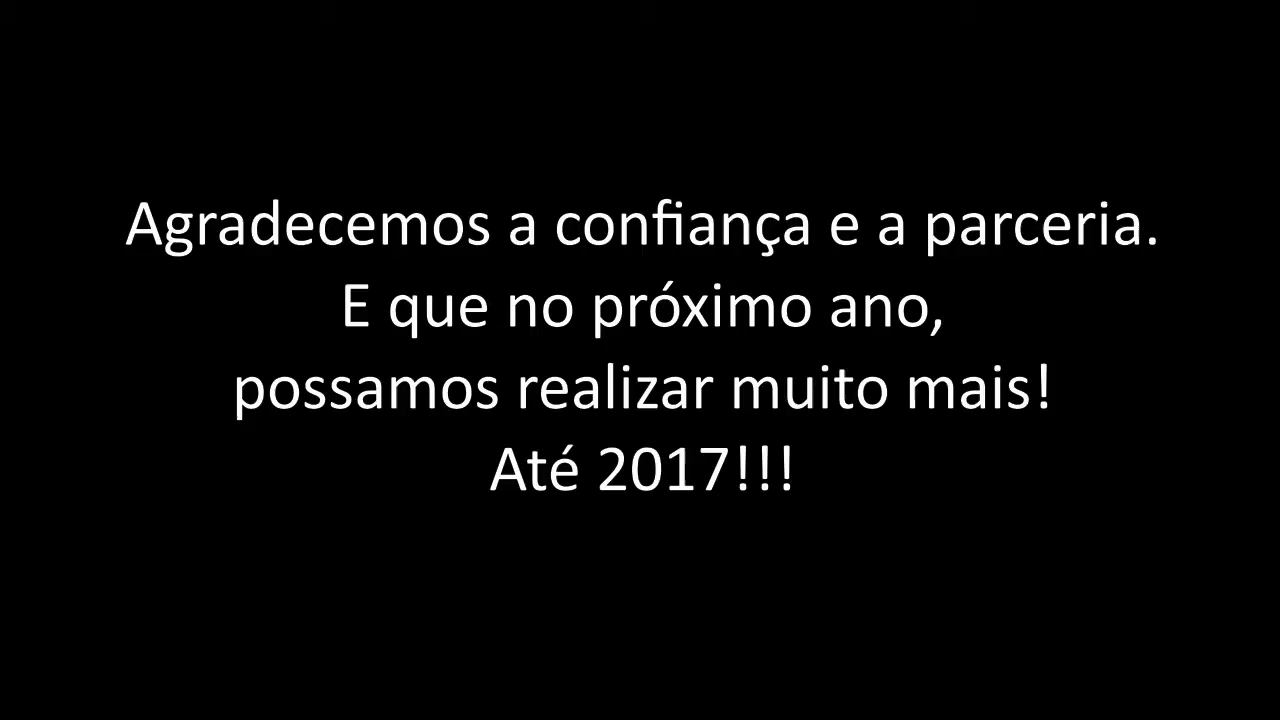 Agradecemos a confiança e a parceria.
E que no próximo ano,
possamos realizar muito mais!
Até 2017!!!